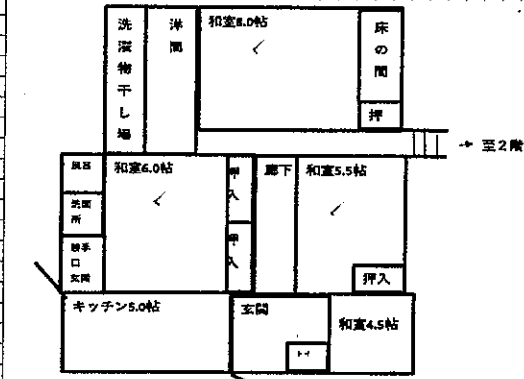 洗濯物干し場
洋間
和室8.0帖
床の間
押
→ 至2階
風呂
和室6.0帖
押入
廊下
和室5.5帖
洗面所
勝手口玄関
押入
押入
キッチン5.0帖
玄関
和室4.5帖
トイ